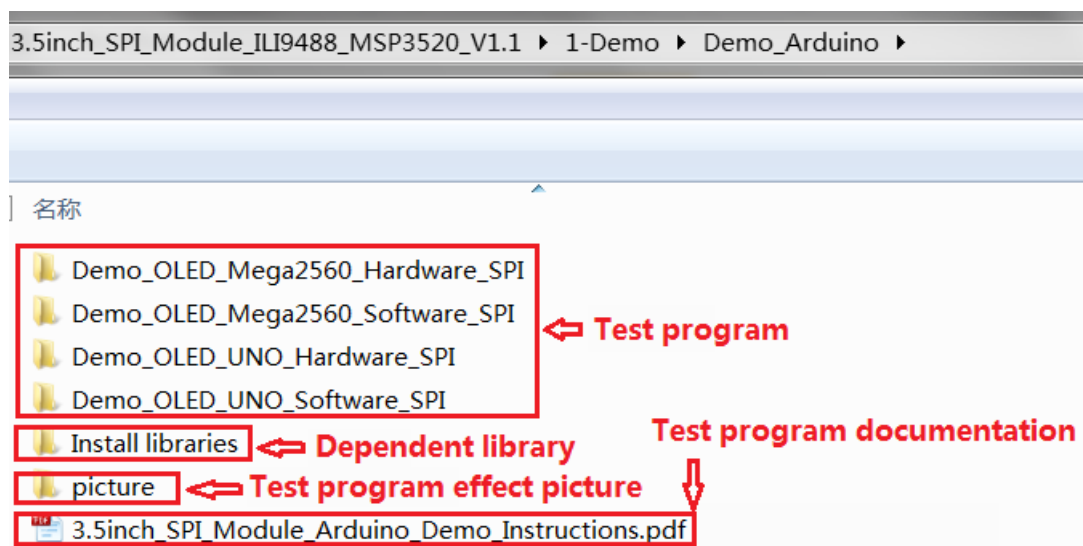 3.5inch_SPI_Module_ILI9488_MSP3520_V1.1 ▸ 1-Demo ▸ Demo_Arduino ▸
名称
Demo_OLED_Mega2560_Hardware_SPI
Demo_OLED_Mega2560_Software_SPI
Test program
Demo_OLED_UNO_Hardware_SPI
Demo_OLED_UNO_Software_SPI
Install libraries
Dependent library
Test program documentation
picture
Test program effect picture
3.5inch_SPI_Module_Arduino_Demo_Instructions.pdf